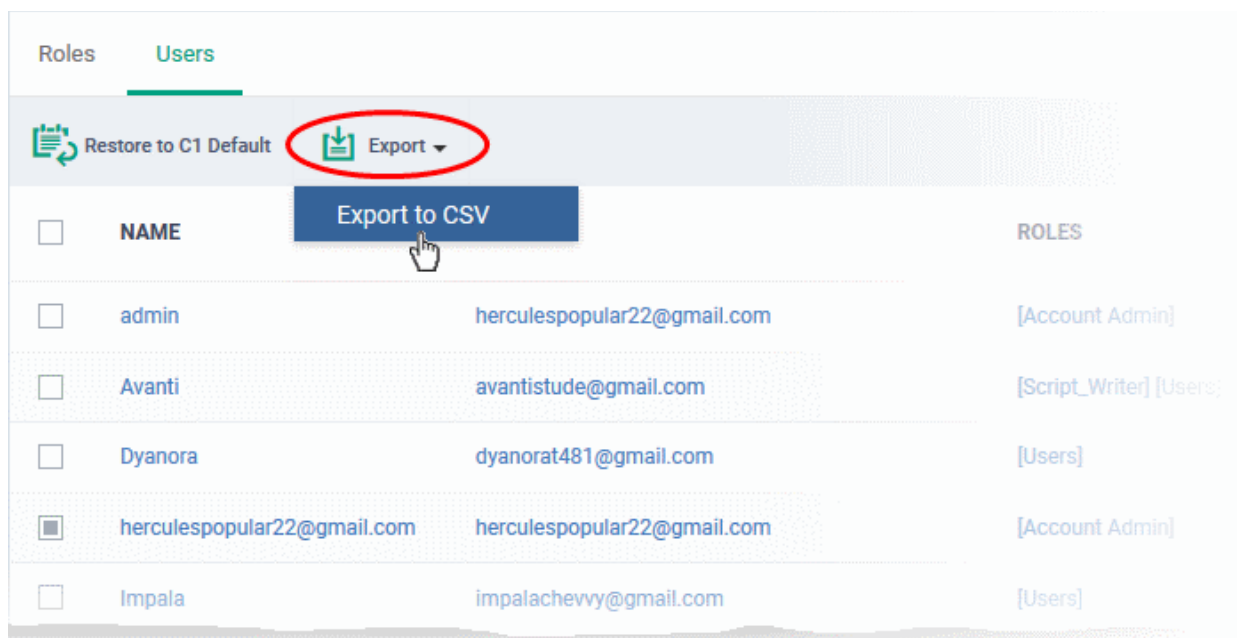 Roles Users
Restore to C1 Default Export
Export to CSV
NAME ROLES
admin herculespopular22@gmail.com [Account Admin]
Avanti avantistude@gmail.com [Script_Writer] [Users]
Dyanora dyanorat481@gmail.com [Users]
herculespopular22@gmail.com herculespopular22@gmail.com [Account Admin]
Impala impalachevvy@gmail.com [Users]